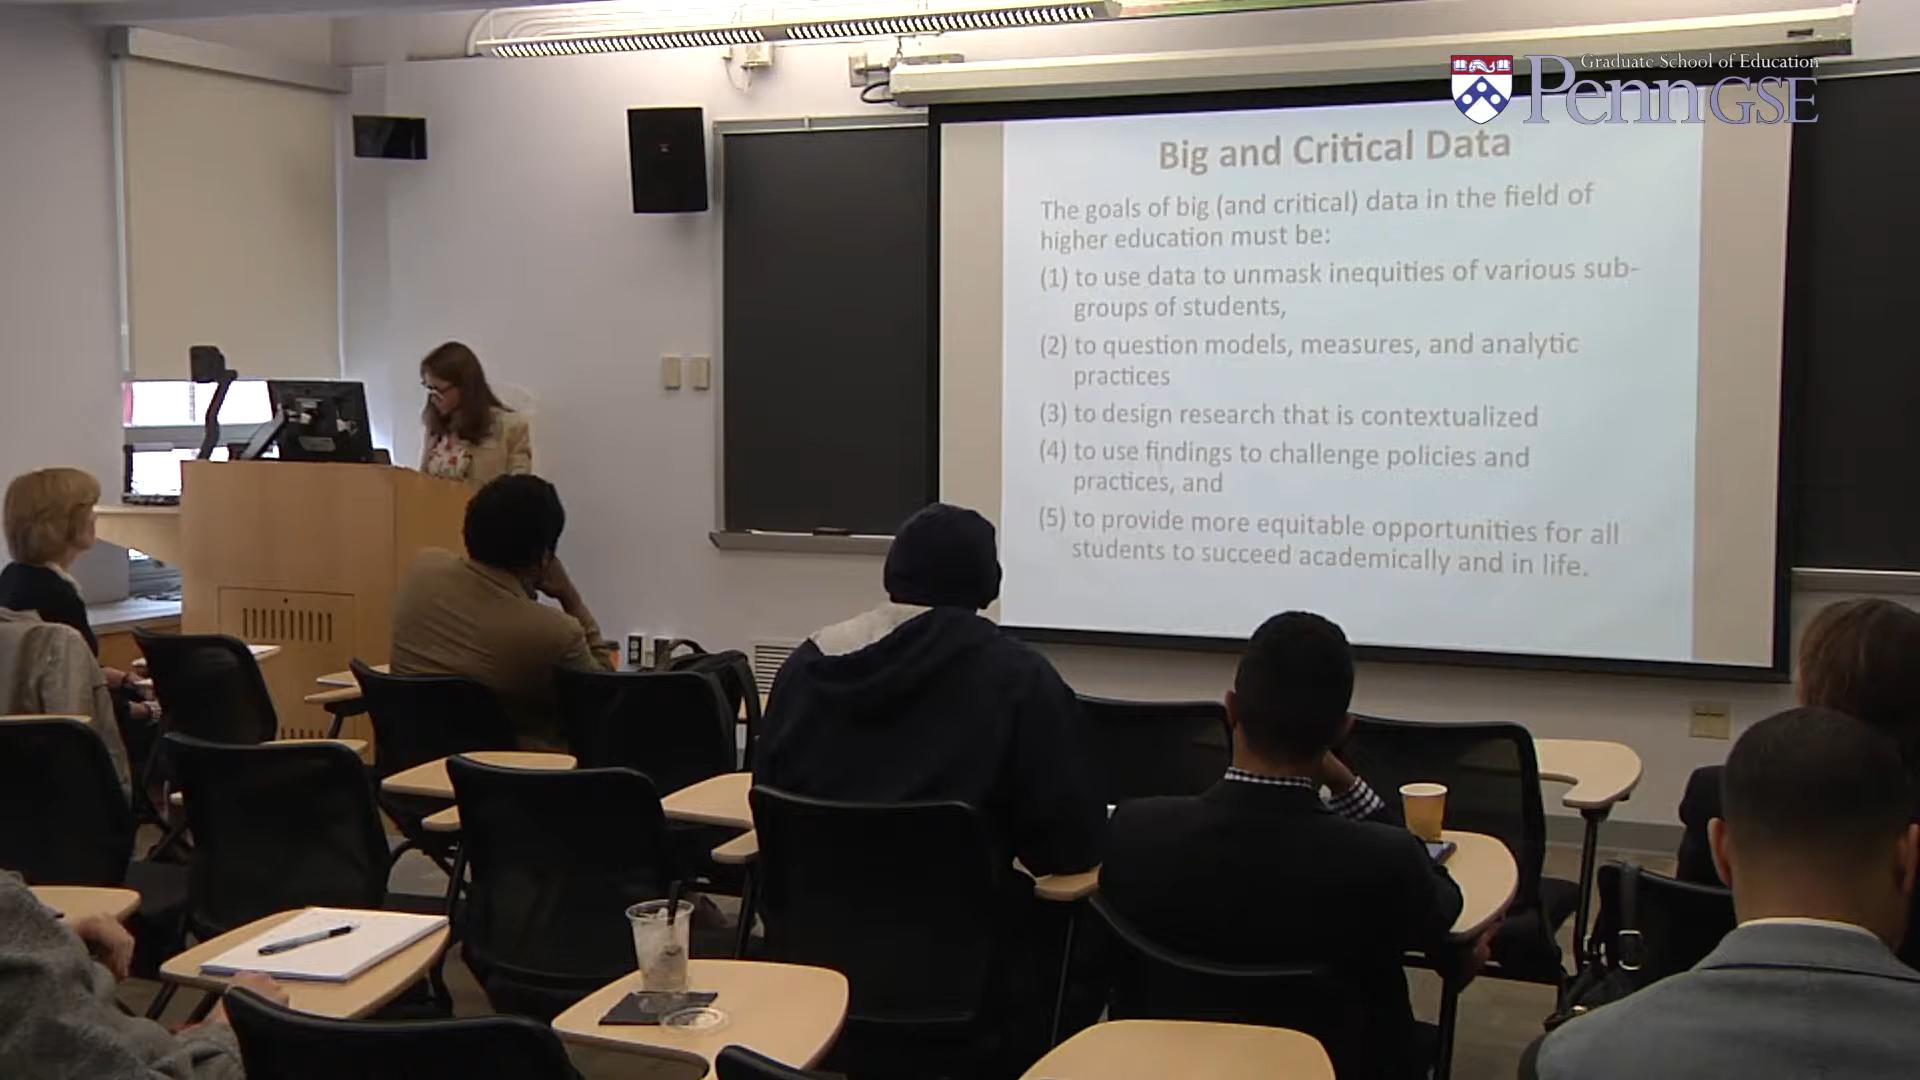 Graduate School of Education
Penn GSE
Big and Critical Data
The goals of big (and critical) data in the field of
higher education must be:
(1) to use data to unmask inequities of various sub-
groups of students,
(2) to question models, measures, and analytic
practices
(3) to design research that is contextualized
(4) to use findings to challenge policies and
practices, and
(5) to provide more equitable opportunities for all
students to succeed academically and in life.